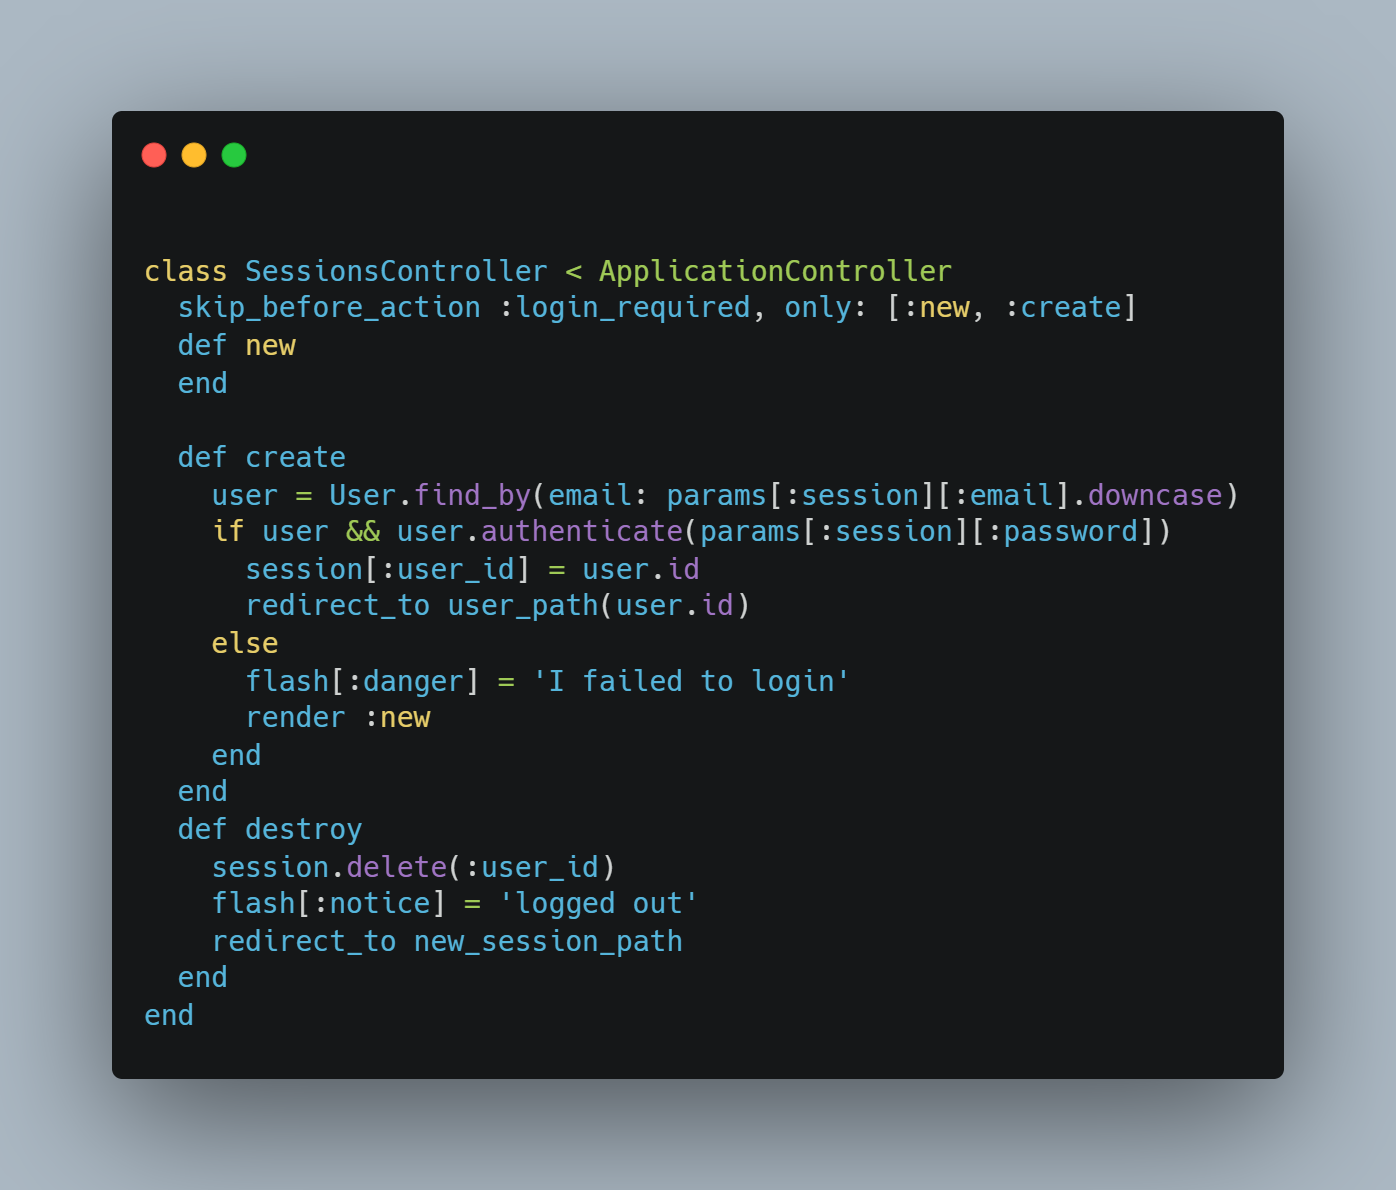 class SessionsController < ApplicationController
  skip_before_action :login_required, only: [:new, :create]
  def new
  end

  def create
    user = User.find_by(email: params[:session][:email].downcase)
    if user && user.authenticate(params[:session][:password])
      session[:user_id] = user.id
      redirect_to user_path(user.id)
    else
      flash[:danger] = 'I failed to login'
      render :new
    end
  end
  def destroy
    session.delete(:user_id)
    flash[:notice] = 'logged out'
    redirect_to new_session_path
  end
end